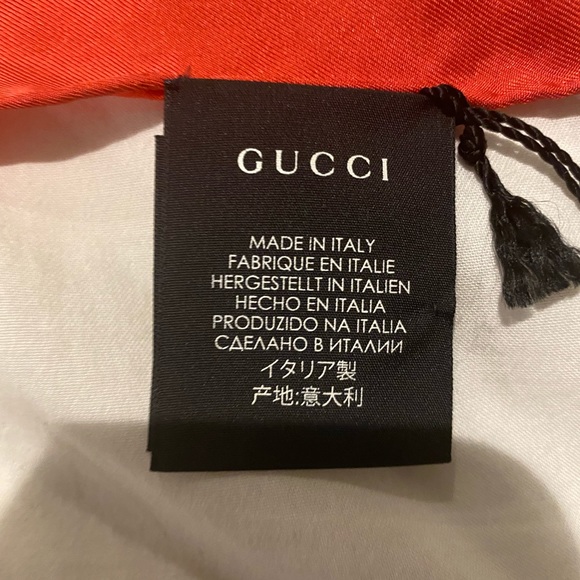 GUCCI
MADE IN ITALY
FABRIQUE EN ITALIE
HERGESTELLT IN ITALIEN
HECHO EN ITALIA
PRODUZIDO NA ITALIA
СДЕЛАНО В ИТАЛИИ
イタリア製
产地:意大利